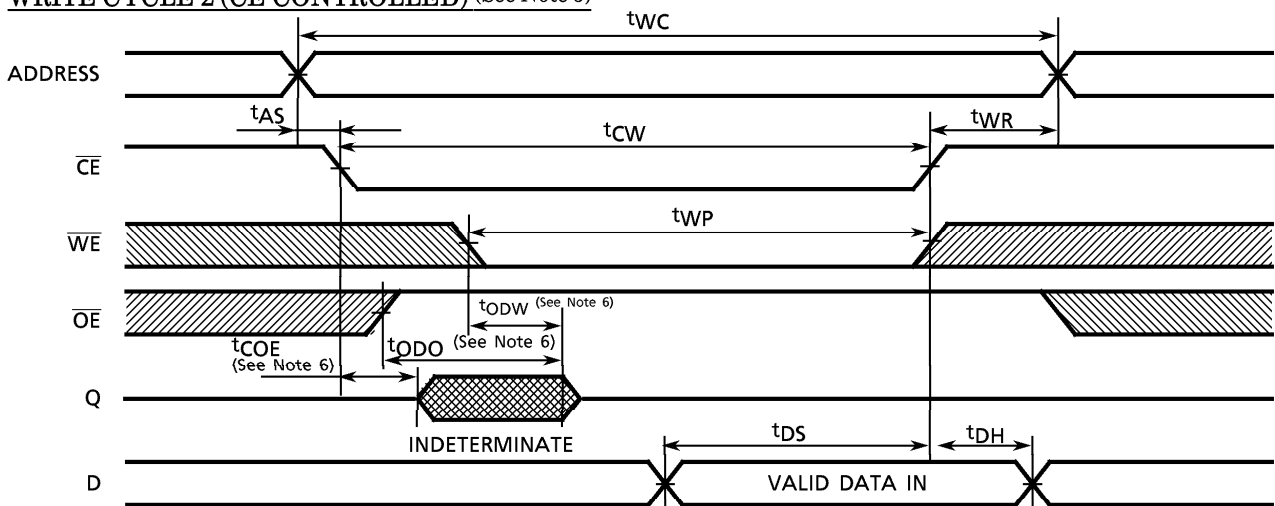 WRITE CYCLE 2 (CE CONTROLLED) (See Note 5)
tWC
ADDRESS
tAS
tCW
tWR
CE
tWP
WE
tODW (See Note 6)
OE
tCOE
(See Note 6)
tODO (See Note 6)
Q
INDETERMINATE
tDS
tDH
D
VALID DATA IN